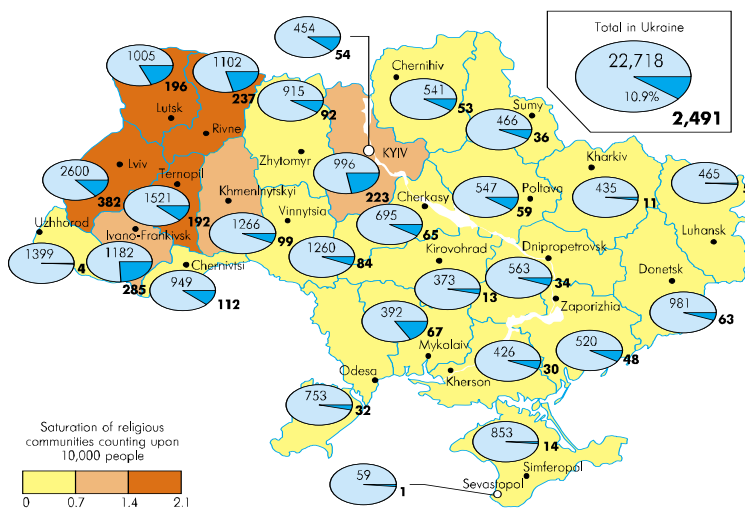 454
54
Total in Ukraine
22,718
10.9%
2,491
1005
196
1102
237
Lutsk
Rivne
915
92
Zhytomyr
Chernihiv
541
53
Sumy
466
36
KYIV
996
223
Kharkiv
435
11
465
Luhansk
Lviv
2600
382
Ternopil
1521
192
Khmelnytskyi
1266
99
Vinnytsia
1260
84
Cherkasy
695
65
547
59
Poltava
Uzhhorod
1399
4
Ivano-Frankivsk
1182
285
Chernivtsi
949
112
Kirovohrad
373
13
Dnipropetrovsk
563
34
Donetsk
981
63
Zaporizhia
520
48
392
67
Mykalaiv
426
30
Kherson
Odesa
753
32
853
14
Simferopol
Sevastopol
59
1
Saturation of religious
communities counting upon
10,000 people
0 0.7 1.4 2.1